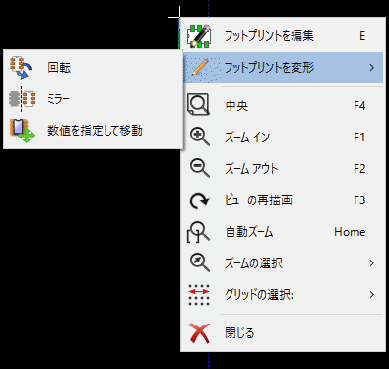 フットプリントを編集 E
フットプリントを変形
回転
ミラー
数値を指定して移動
中央 F4
ズーム イン F1
ズーム アウト F2
ビューの再描画 F3
自動ズーム Home
ズームの選択
グリッドの選択:
閉じる